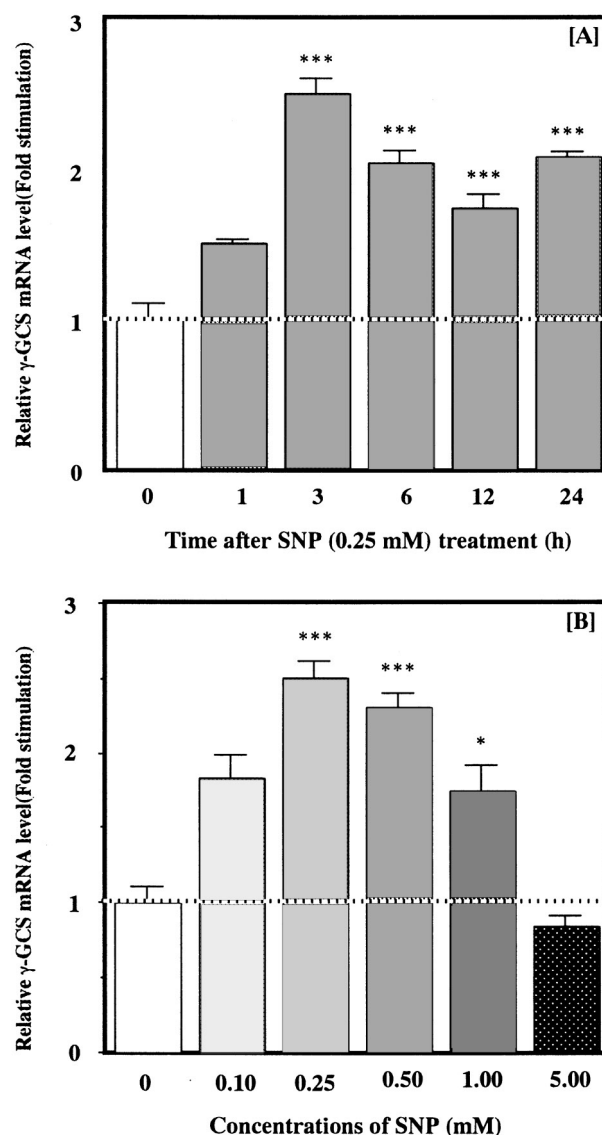 [A]
Relative γ-GCS mRNA level(Fold stimulation)
3
2
1
0
***
***
***
***
0 1 3 6 12 24
Time after SNP (0.25 mM) treatment (h)
[B]
Relative γ-GCS mRNA level(Fold stimulation)
3
2
1
0
***
***
*
0 0.10 0.25 0.50 1.00 5.00
Concentrations of SNP (mM)